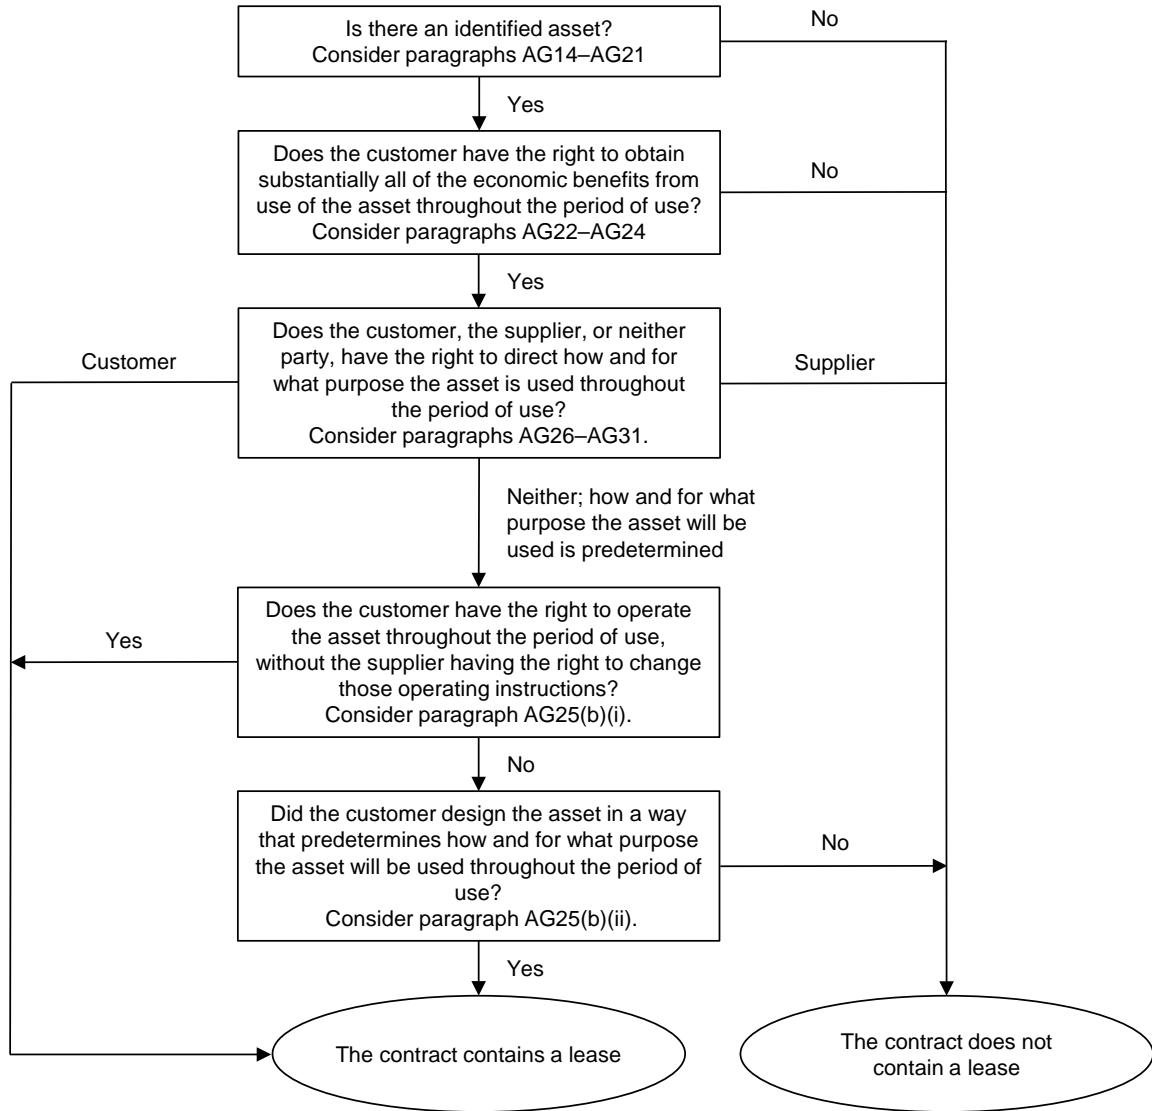 Is there an identified asset?
Consider paragraphs AG14–AG21
No
Yes
Does the customer have the right to obtain
substantially all of the economic benefits from
use of the asset throughout the period of use?
Consider paragraphs AG22–AG24
No
Yes
Customer
Does the customer, the supplier, or neither
party, have the right to direct how and for
what purpose the asset is used throughout
the period of use?
Consider paragraphs AG26–AG31.
Supplier
Neither; how and for what
purpose the asset will be
used is predetermined
Yes
Does the customer have the right to operate
the asset throughout the period of use,
without the supplier having the right to change
those operating instructions?
Consider paragraph AG25(b)(i).
No
Did the customer design the asset in a way
that predetermines how and for what purpose
the asset will be used throughout the period of
use?
Consider paragraph AG25(b)(ii).
No
Yes
The contract contains a lease
The contract does not
contain a lease